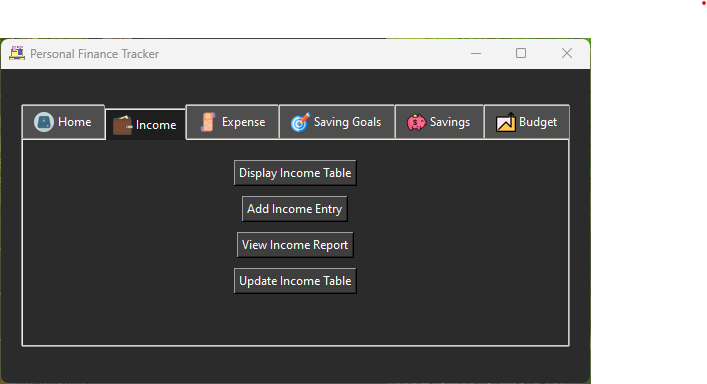 Personal Finance Tracker
Home Income Expense Saving Goals Savings Budget
Display Income Table
Add Income Entry
View Income Report
Update Income Table